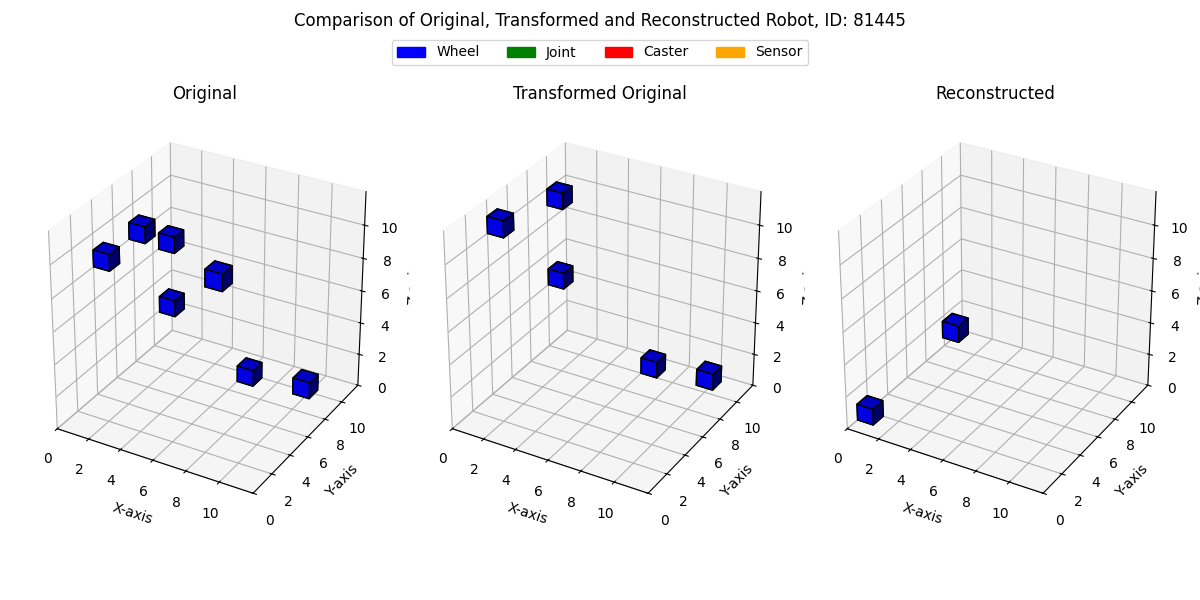 Comparison of Original, Transformed and Reconstructed Robot, ID: 81445
Wheel Joint Caster Sensor
Original Transformed Original Reconstructed
10 10 10
8 8 8
6 6 6
4 4 4
2 2 2
0 0 0
10 10 10
8 8 8
6 6 6
4 4 4
2 2 2
0 0 0
Y-axis Y-axis Y-axis
0 2 4 6 8 10 0 2 4 6 8 10 0 2 4 6 8 10
X-axis X-axis X-axis